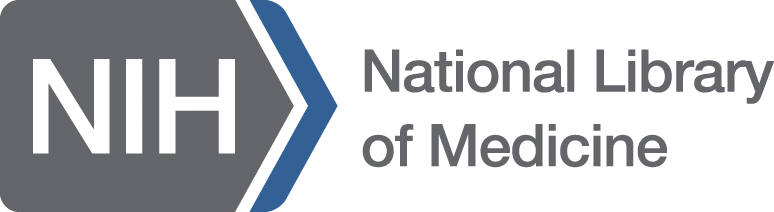 NIH
National Library
of Medicine